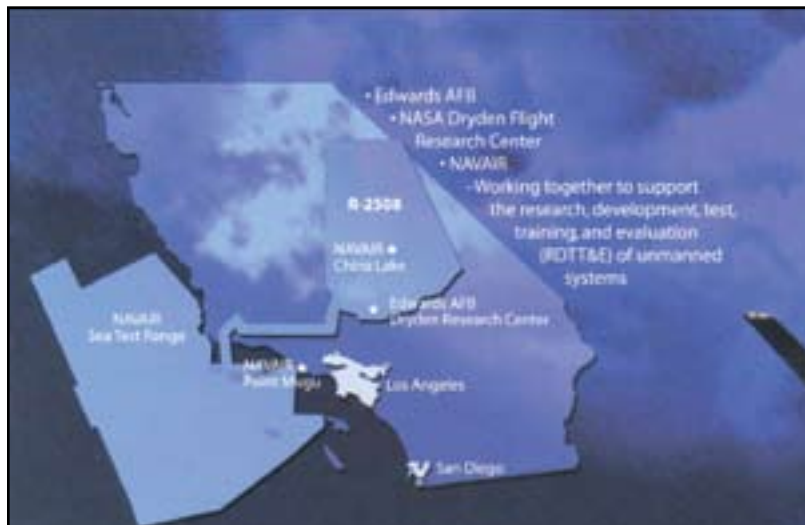 • Edwards AFB
• NASA Dryden Flight
Research Center
• NAVAIR
-Working together to support
the research, development, test,
training, and evaluation
(RDTT&E) of unmanned
systems
R-2508
NAVAIR
China Lake
Edwards AFB
Dryden Research Center
NAVAIR
Sea Test Range
NAVAIR
Point Mugu
Los Angeles
San Diego